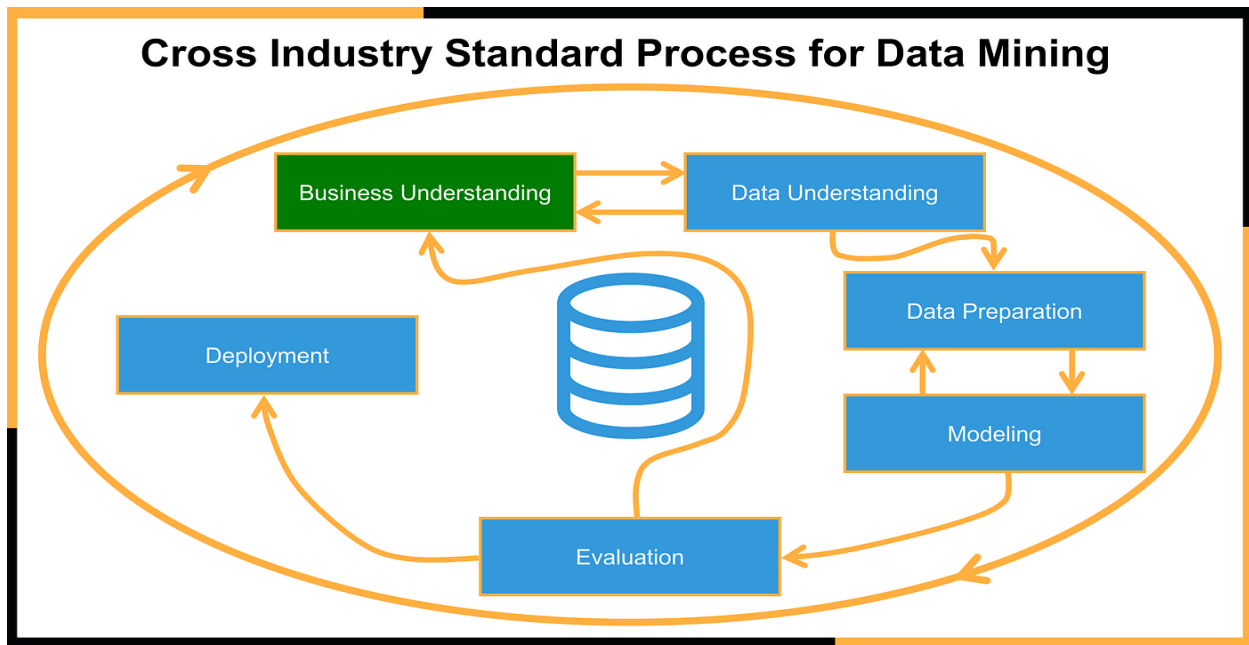 Cross Industry Standard Process for Data Mining
Business Understanding
Data Understanding
Data Preparation
Deployment
Modeling
Evaluation